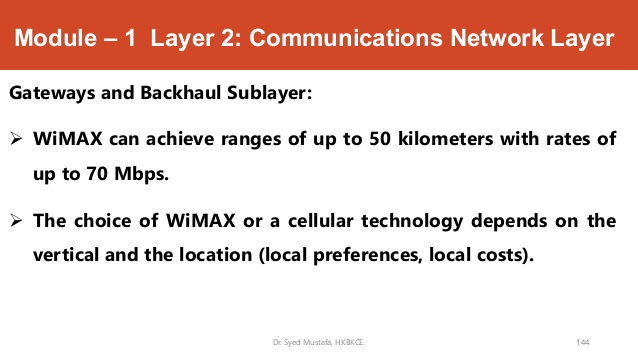 Module – 1  Layer 2: Communications Network Layer
Gateways and Backhaul Sublayer:
➢ WiMAX can achieve ranges of up to 50 kilometers with rates of
up to 70 Mbps.
➢ The choice of WiMAX or a cellular technology depends on the
vertical and the location (local preferences, local costs).
Dr. Syed Mustafa, HKBKCE. 144